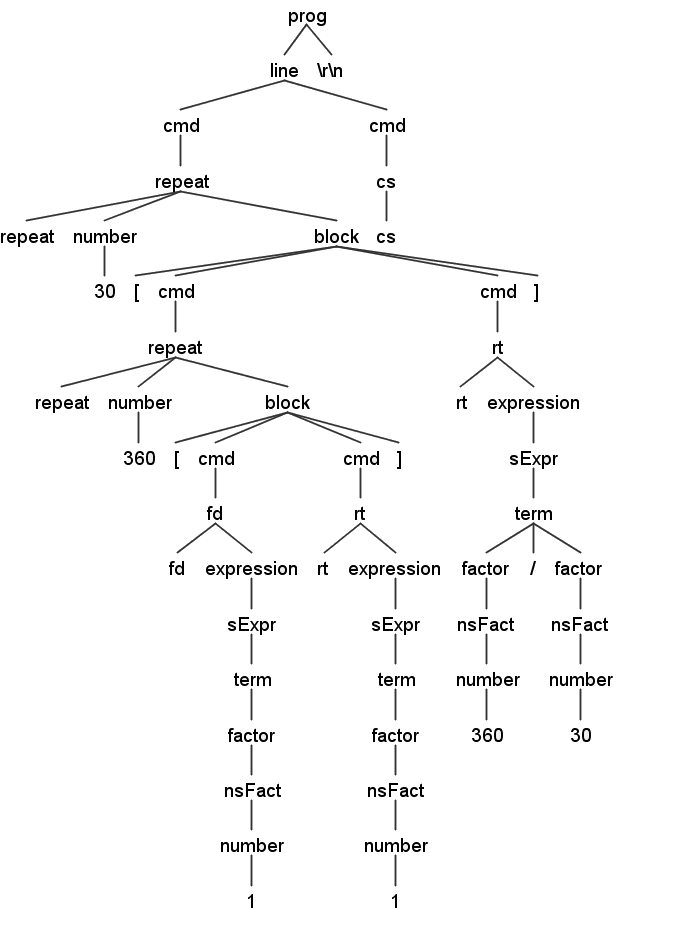 prog
line \r\n
cmd cmd
repeat cs
repeat number block cs
30 [ cmd cmd ]
repeat rt
repeat number block rt expression
360 [ cmd cmd ] sExpr
fd rt term
fd expression rt expression factor / factor
sExpr sExpr nsFact nsFact
term term number number
factor factor 360 30
nsFact nsFact
number number
1 1